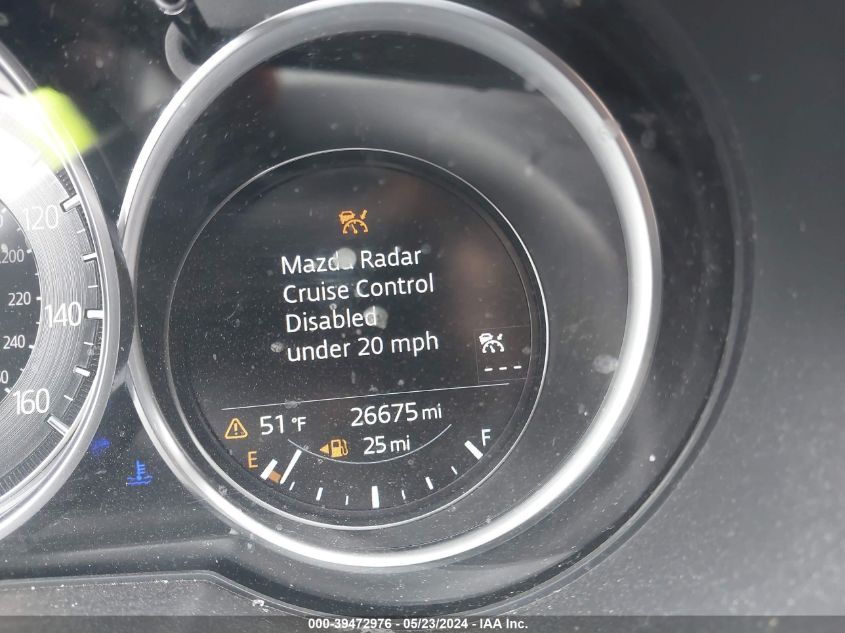 Mazda Radar
Cruise Control
Disabled
under 20 mph
- - -
51 °F 26675 mi
25 mi
E F
120
140
160
200
220
240
000-39472976 - 05/23/2024 - IAA Inc.